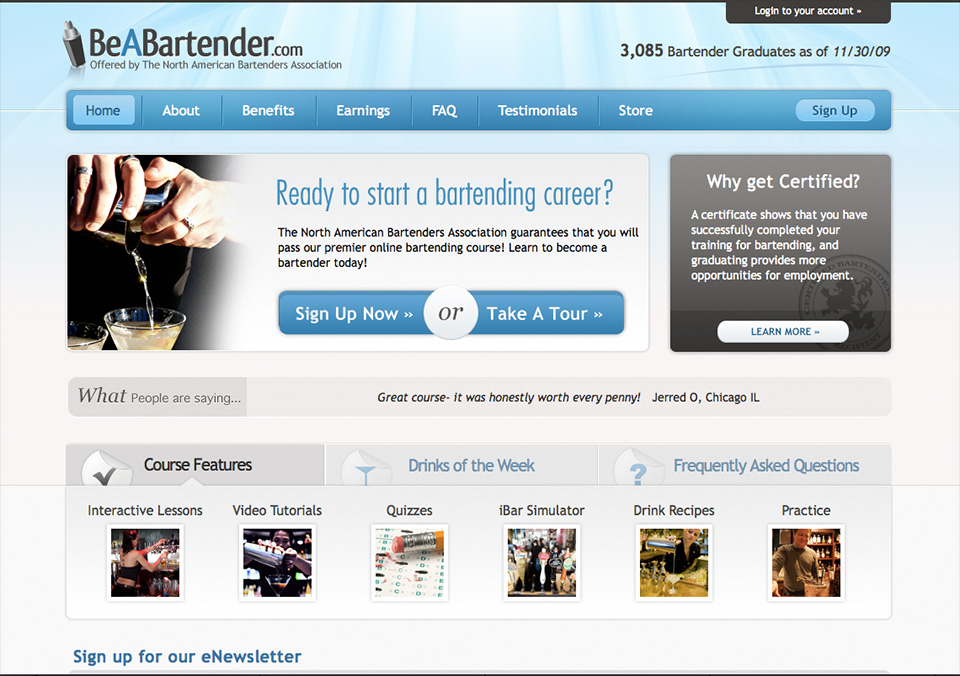 Login to your account »
BeABartender.com
Offered by The North American Bartenders Association
3,085 Bartender Graduates as of 11/30/09
Home About Benefits Earnings FAQ Testimonials Store Sign Up
Ready to start a bartending career?
The North American Bartenders Association guarantees that you will
pass our premier online bartending course! Learn to become a
bartender today!
Sign Up Now » or Take A Tour »
Why get Certified?
A certificate shows that you have
successfully completed your
training for bartending, and
graduating provides more
opportunities for employment.
CERTIFIED BARTENDER
RECIPIENT
LEARN MORE »
What People are saying...
Great course- it was honestly worth every penny! Jerred O, Chicago IL
Course Features Drinks of the Week ? Frequently Asked Questions
Interactive Lessons Video Tutorials Quizzes iBar Simulator Drink Recipes Practice
Sign up for our eNewsletter